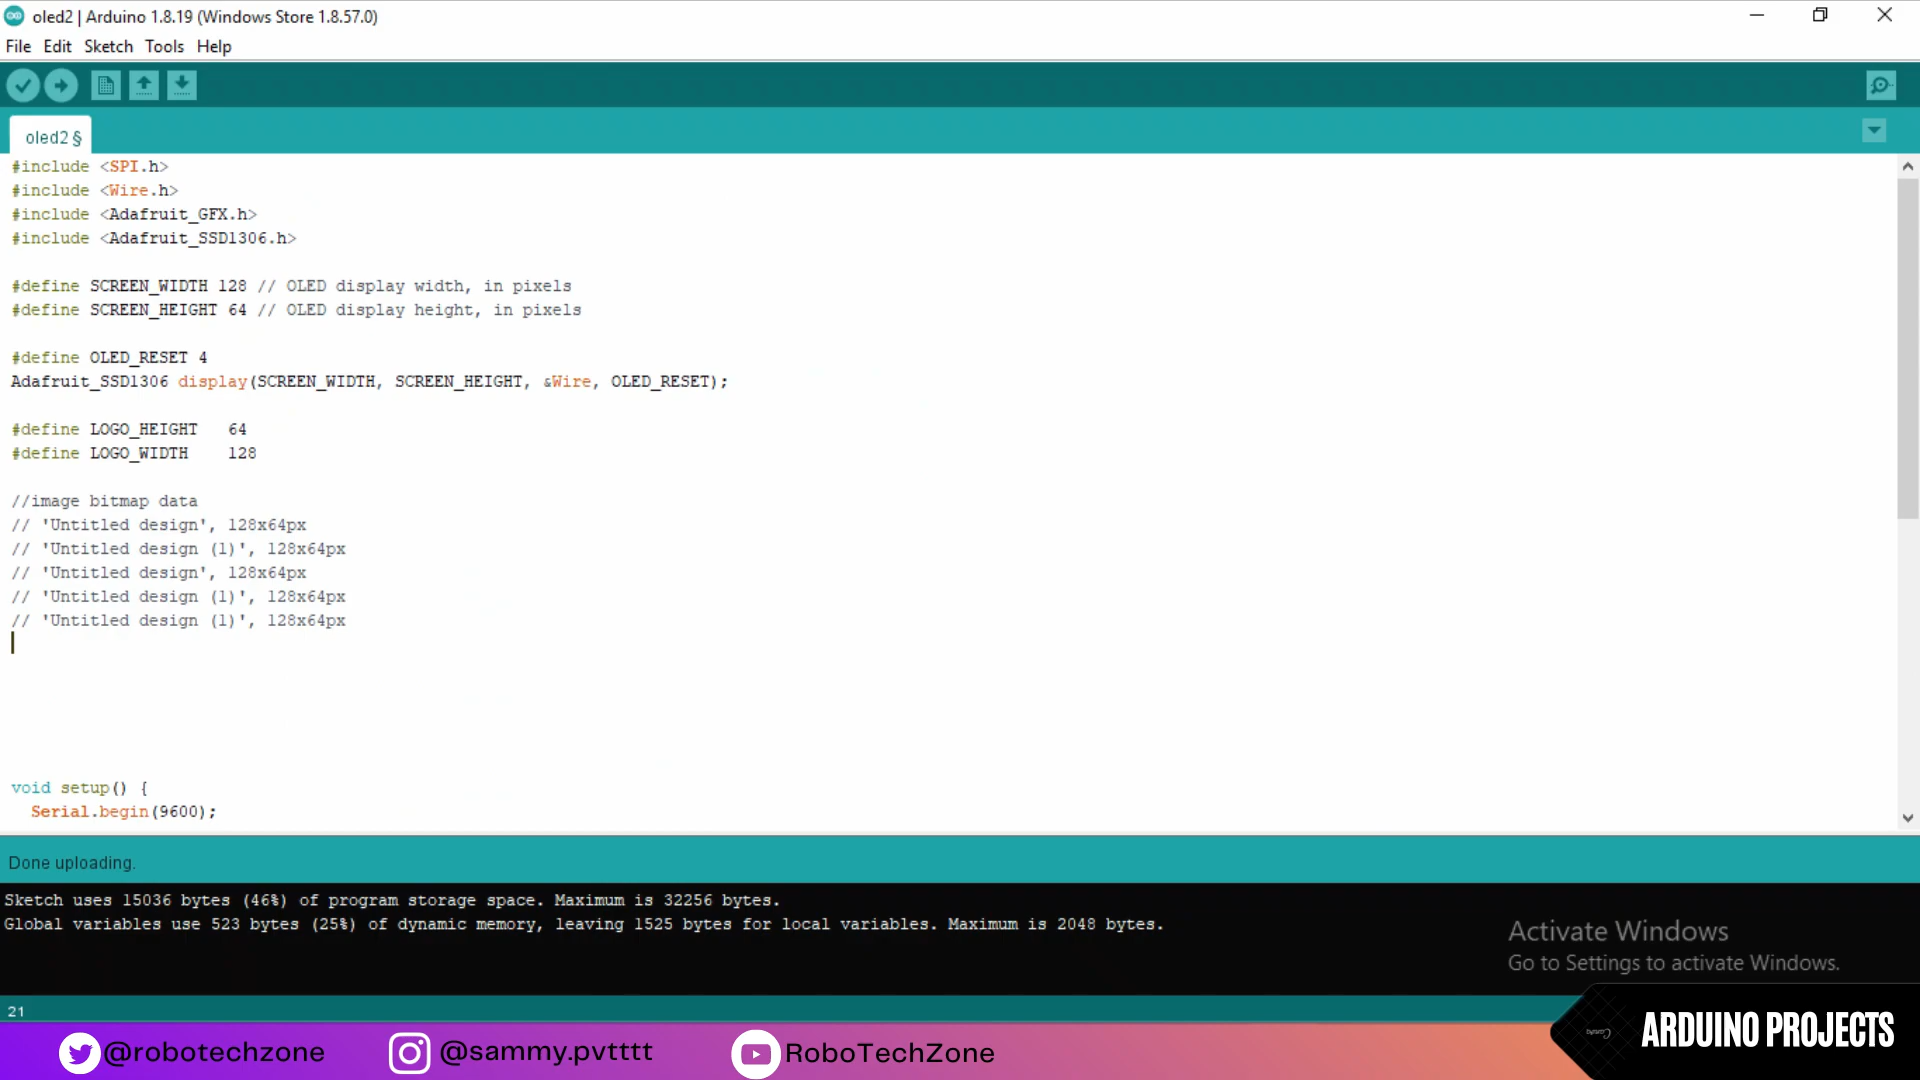 oled2 | Arduino 1.8.19 (Windows Store 1.8.57.0)
File Edit Sketch Tools Help
oled2 §
#include <SPI.h>
#include <Wire.h>
#include <Adafruit_GFX.h>
#include <Adafruit_SSD1306.h>
#define SCREEN_WIDTH 128 // OLED display width, in pixels
#define SCREEN_HEIGHT 64 // OLED display height, in pixels
#define OLED_RESET 4
Adafruit_SSD1306 display(SCREEN_WIDTH, SCREEN_HEIGHT, &Wire, OLED_RESET);
#define LOGO_HEIGHT 64
#define LOGO_WIDTH 128
//image bitmap data
// 'Untitled design', 128x64px
// 'Untitled design (1)', 128x64px
// 'Untitled design', 128x64px
// 'Untitled design (1)', 128x64px
// 'Untitled design (1)', 128x64px
void setup() {
Serial.begin(9600);
Done uploading.
Sketch uses 15036 bytes (46%) of program storage space. Maximum is 32256 bytes.
Global variables use 523 bytes (25%) of dynamic memory, leaving 1525 bytes for local variables. Maximum is 2048 bytes.
Activate Windows
Go to Settings to activate Windows.
21
@robotechzone @sammy.pvtttt RoboTechZone
ARDUINO PROJECTS